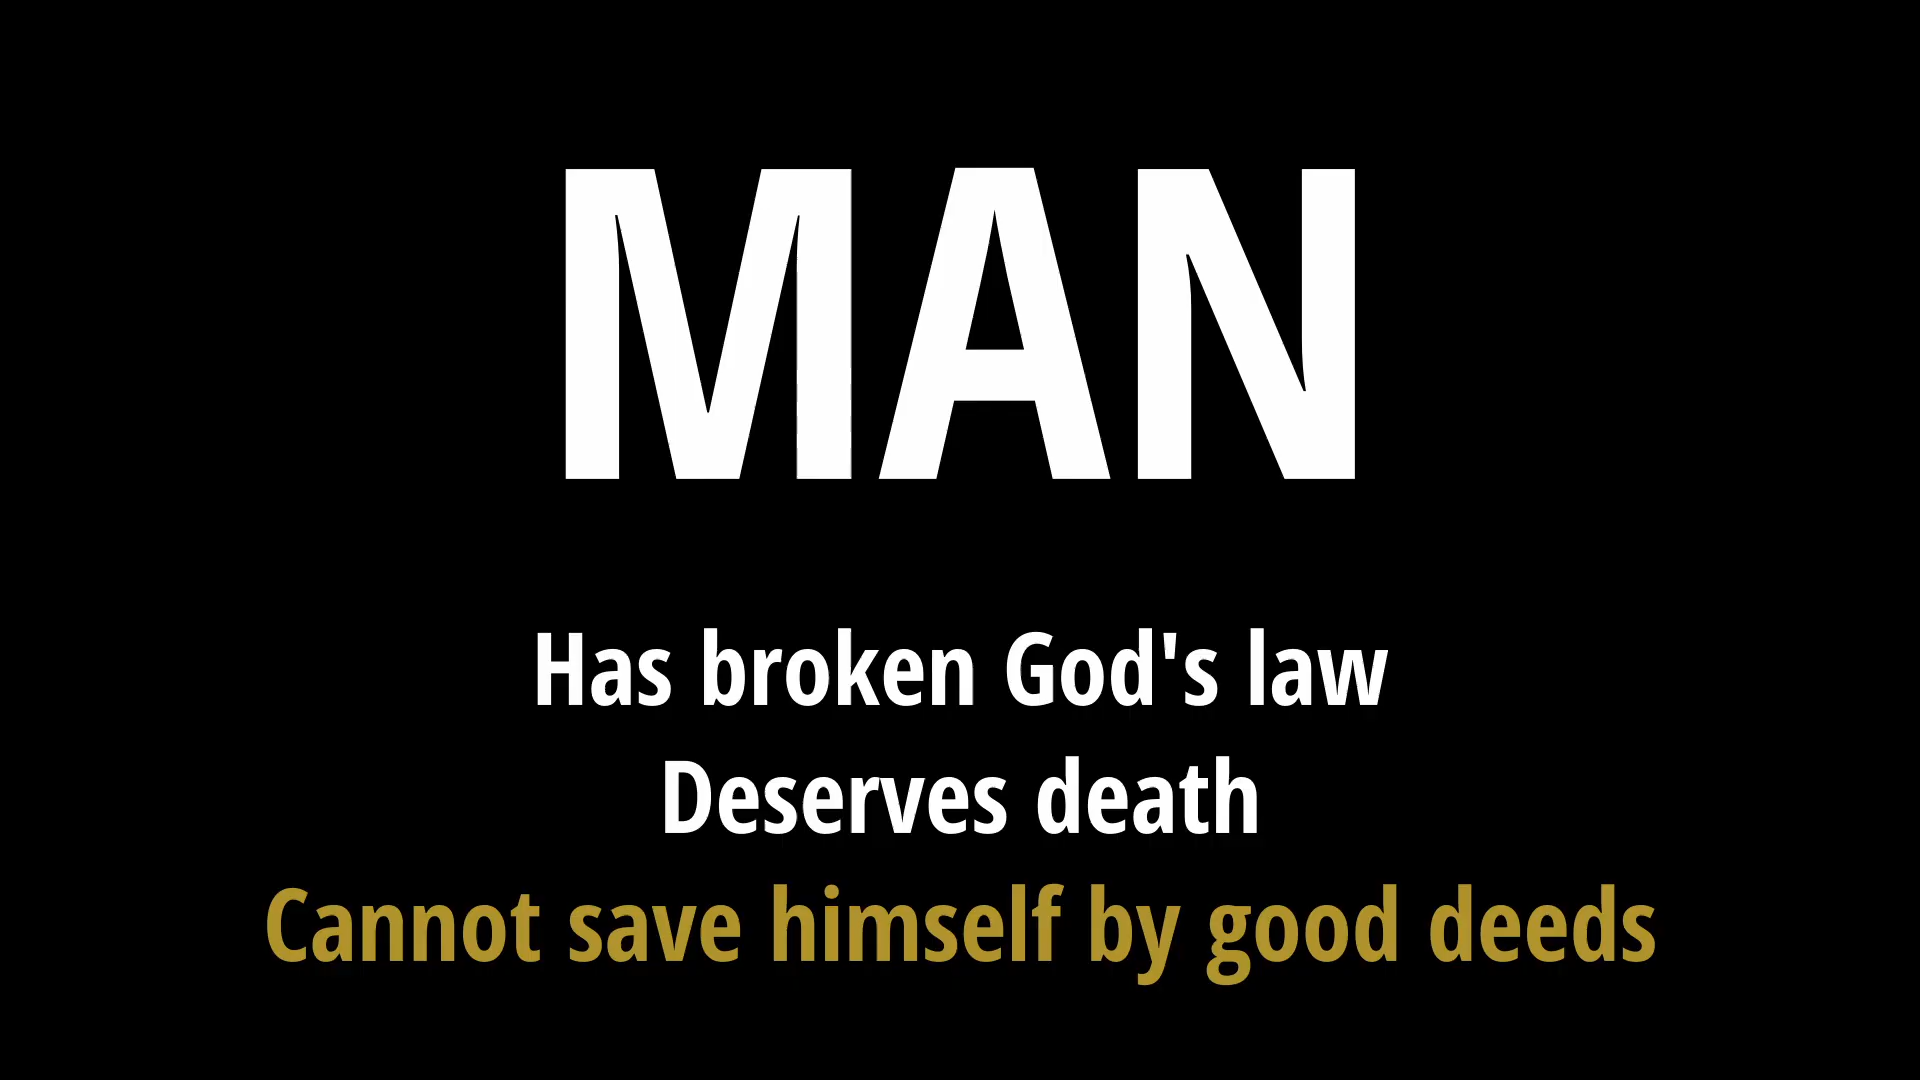 MAN
Has broken God's law
Deserves death
Cannot save himself by good deeds